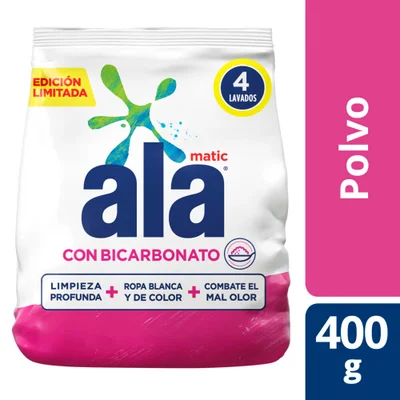 EDICIÓN
LIMITADA
4
LAVADOS
matic
ala®
CON BICARBONATO
LIMPIEZA
PROFUNDA
+
ROPA BLANCA
Y DE COLOR
+
COMBATE EL
MAL OLOR
Polvo
400
g